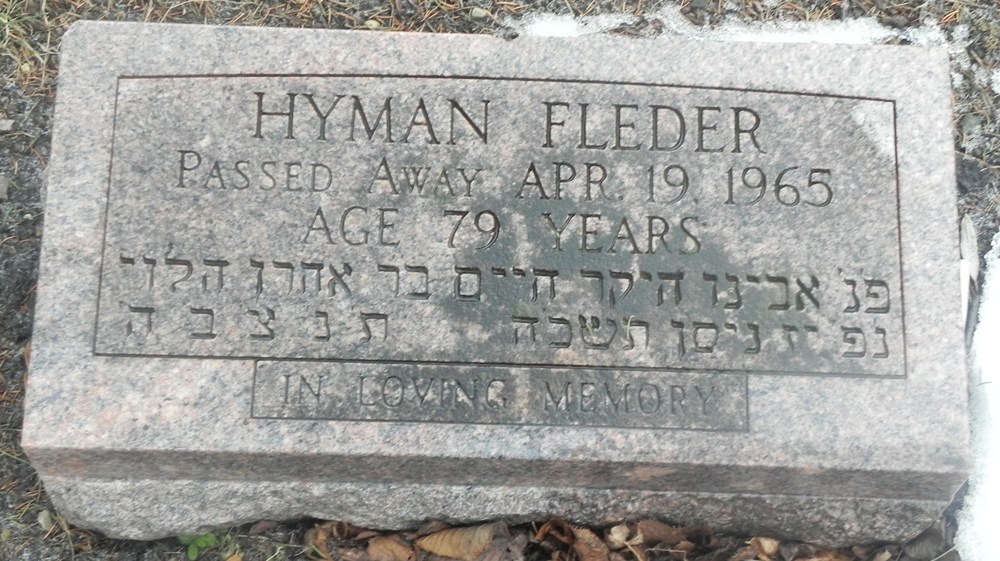 HYMAN FLEDER
PASSED AWAY APR. 19, 1965
AGE 79 YEARS
פנ אבינו היקר חיים בר אהרן הלוי
נפ יז ניסן תשכה ת נ צ ב ה
IN LOVING MEMORY